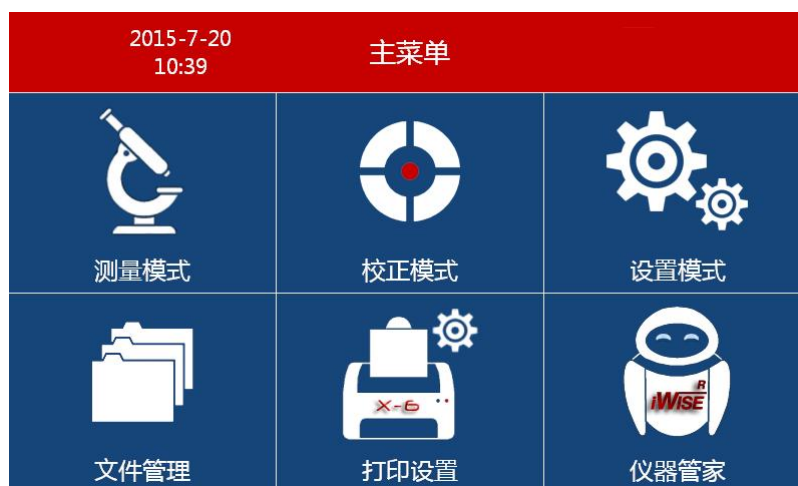 2015-7-20
10:39
主菜单
测量模式
校正模式
设置模式
文件管理
X-6
打印设置
iWISE R
仪器管家